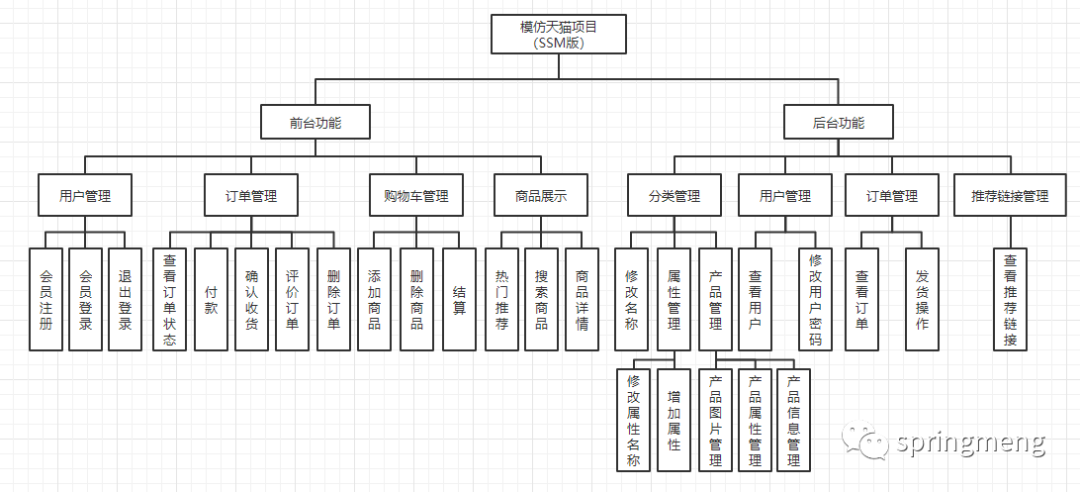 模仿天猫项目
（SSM版）
前台功能
后台功能
用户管理
订单管理
购物车管理
商品展示
分类管理
用户管理
订单管理
推荐链接管理
会员注册
会员登录
退出登录
查看订单状态
付款
确认收货
评价订单
删除订单
添加商品
删除商品
结算
热门推荐
搜索商品
商品详情
修改名称
属性管理
产品管理
查看用户
修改用户密码
查看订单
发货操作
查看推荐链接
修改属性名称
增加属性
产品图片管理
产品属性管理
产品信息管理
springmeng